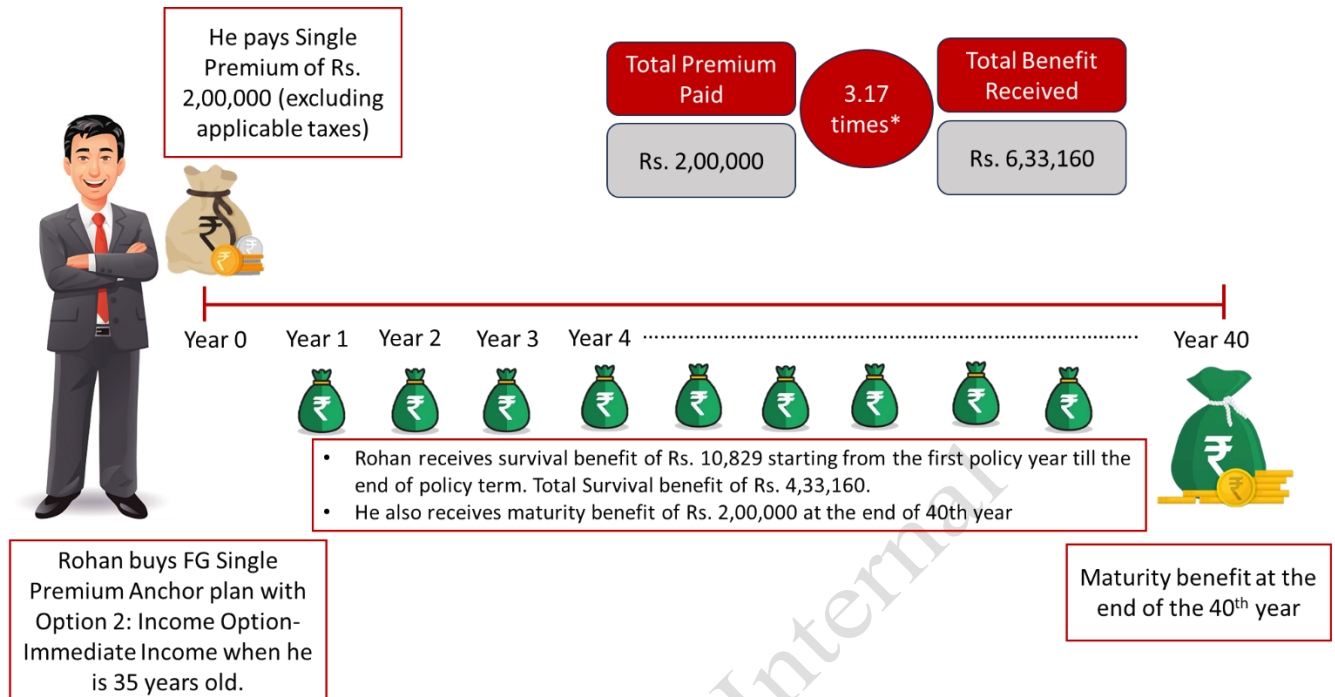 He pays Single
Premium of Rs.
2,00,000 (excluding
applicable taxes)
Total Premium
Paid
Rs. 2,00,000
3.17
times*
Total Benefit
Received
Rs. 6,33,160
Year 0
Year 1
Year 2
Year 3
Year 4
Year 40
• Rohan receives survival benefit of Rs. 10,829 starting from the first policy year till the
end of policy term. Total Survival benefit of Rs. 4,33,160.
• He also receives maturity benefit of Rs. 2,00,000 at the end of 40th year
Rohan buys FG Single
Premium Anchor plan with
Option 2: Income Option-
Immediate Income when he
is 35 years old.
Maturity benefit at the
end of the 40th year
Internal